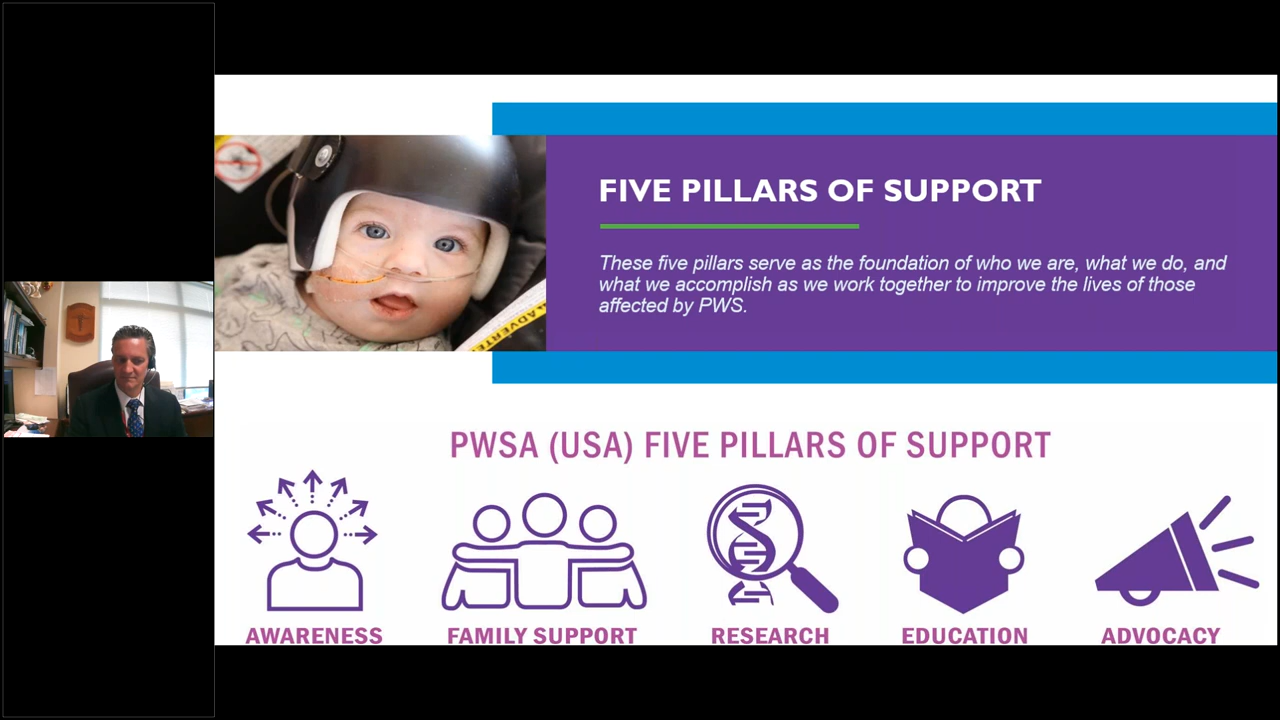 FIVE PILLARS OF SUPPORT
These five pillars serve as the foundation of who we are, what we do, and
what we accomplish as we work together to improve the lives of those
affected by PWS.
PWSA (USA) FIVE PILLARS OF SUPPORT
AWARENESS
FAMILY SUPPORT
RESEARCH
EDUCATION
ADVOCACY